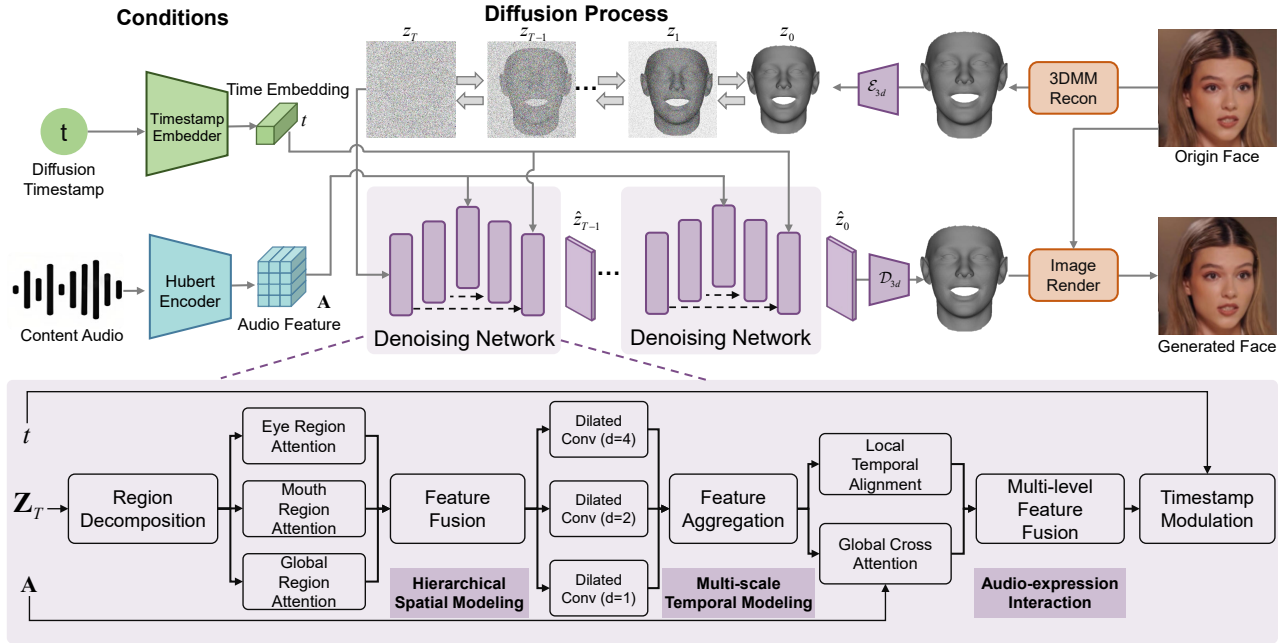 Conditions
Diffusion Process
z_T
z_{T-1}
z_1
z_0
...
t
Diffusion
Timestamp
Timestamp
Embedder
Time Embedding
t
ℰ_{3d}
3DMM
Recon
Origin Face
Content Audio
Hubert
Encoder
A
Audio Feature
Denoising Network
ẑ_{T-1}
...
Denoising Network
ẑ_0
𝒟_{3d}
Image
Render
Generated Face
t
Z_T
A
Region
Decomposition
Eye Region
Attention
Mouth
Region
Attention
Global
Region
Attention
Feature
Fusion
Hierarchical
Spatial Modeling
Dilated
Conv (d=4)
Dilated
Conv (d=2)
Dilated
Conv (d=1)
Feature
Aggregation
Multi-scale
Temporal Modeling
Local
Temporal
Alignment
Global Cross
Attention
Multi-level
Feature
Fusion
Audio-expression
Interaction
Timestamp
Modulation